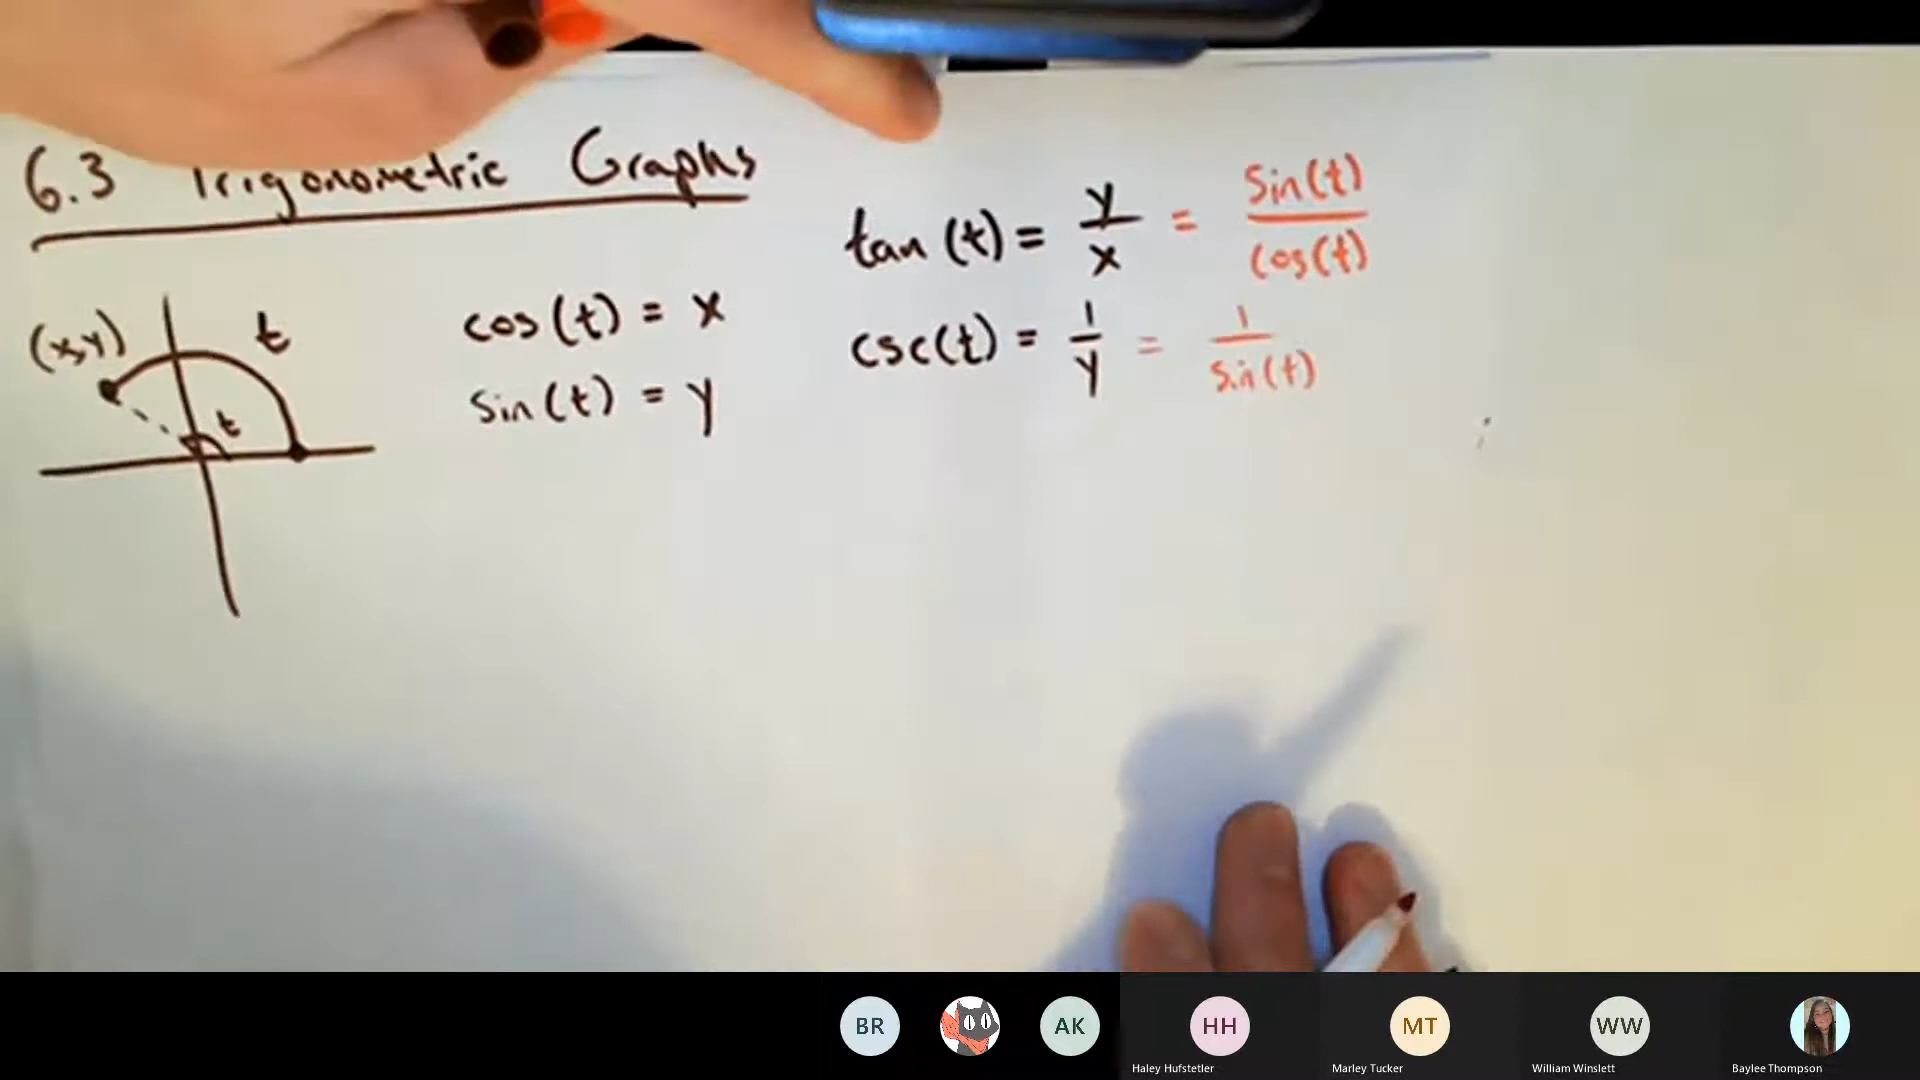 6.3 Trigonometric Graphs
(x,y) t
t
cos(t) = x
sin(t) = y
tan(t) = y/x = sin(t)/cos(t)
csc(t) = 1/y = 1/sin(t)
BR AK HH MT WW
Haley Hufstetler Marley Tucker William Winslett Baylee Thompson